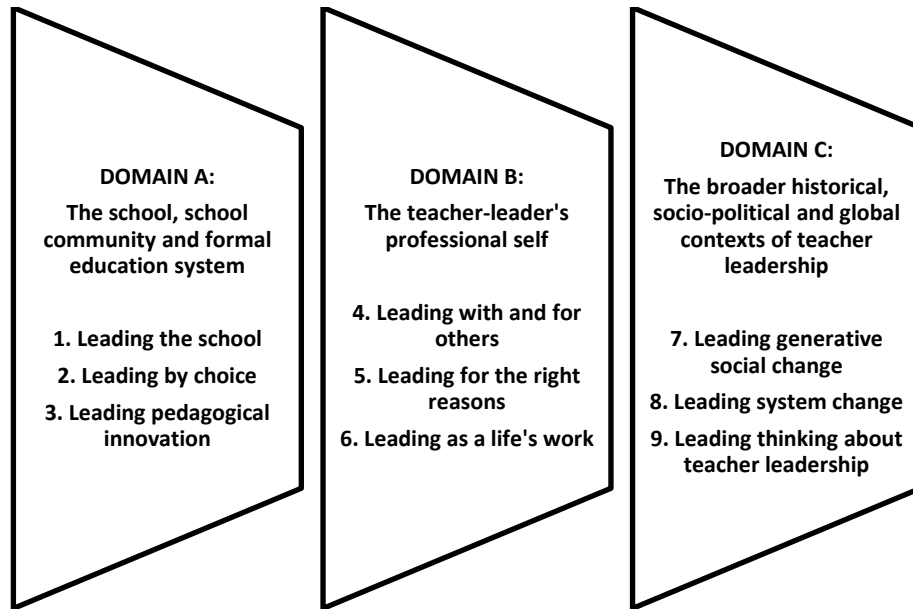 DOMAIN A:
The school, school
community and formal
education system
1. Leading the school
2. Leading by choice
3. Leading pedagogical
innovation
DOMAIN B:
The teacher-leader's
professional self
4. Leading with and for
others
5. Leading for the right
reasons
6. Leading as a life's work
DOMAIN C:
The broader historical,
socio-political and global
contexts of teacher
leadership
7. Leading generative
social change
8. Leading system change
9. Leading thinking about
teacher leadership